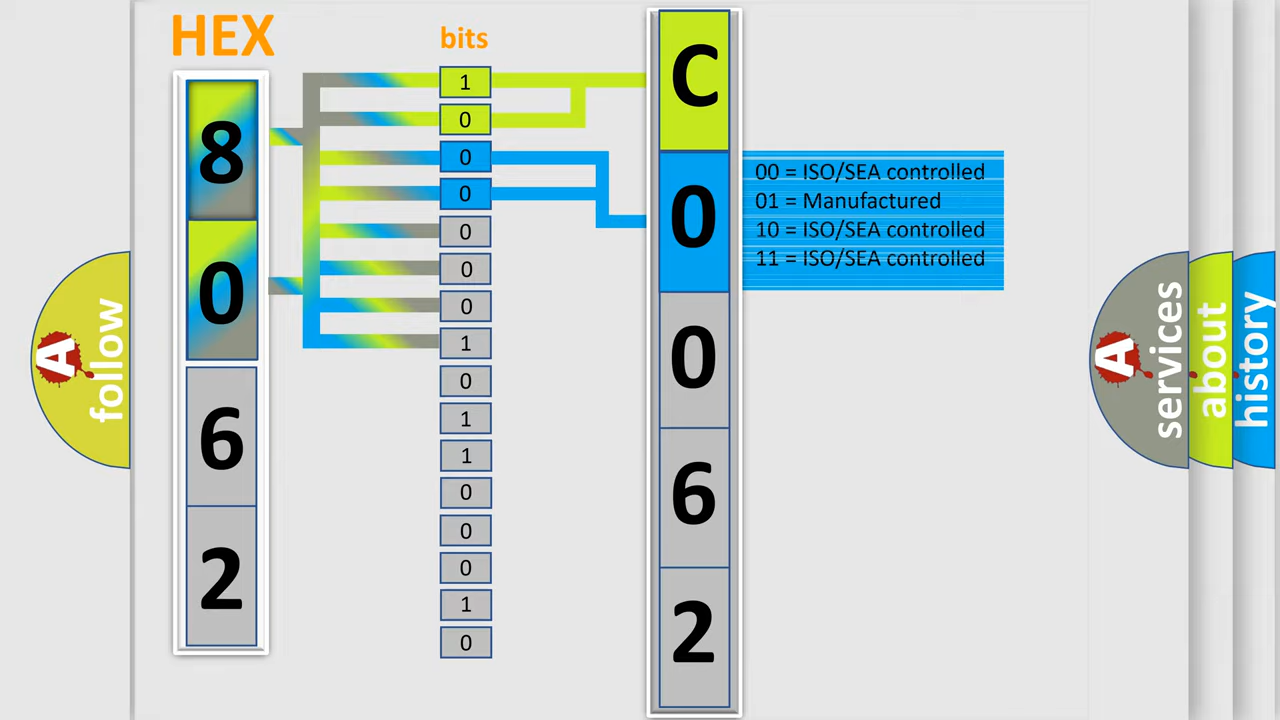 HEX
bits
8
0
6
2
1
0
0
0
0
0
0
1
0
1
1
0
0
0
1
0
C
0
0
6
2
00 = ISO/SEA controlled
01 = Manufactured
10 = ISO/SEA controlled
11 = ISO/SEA controlled
A
follow
A
services
about
history